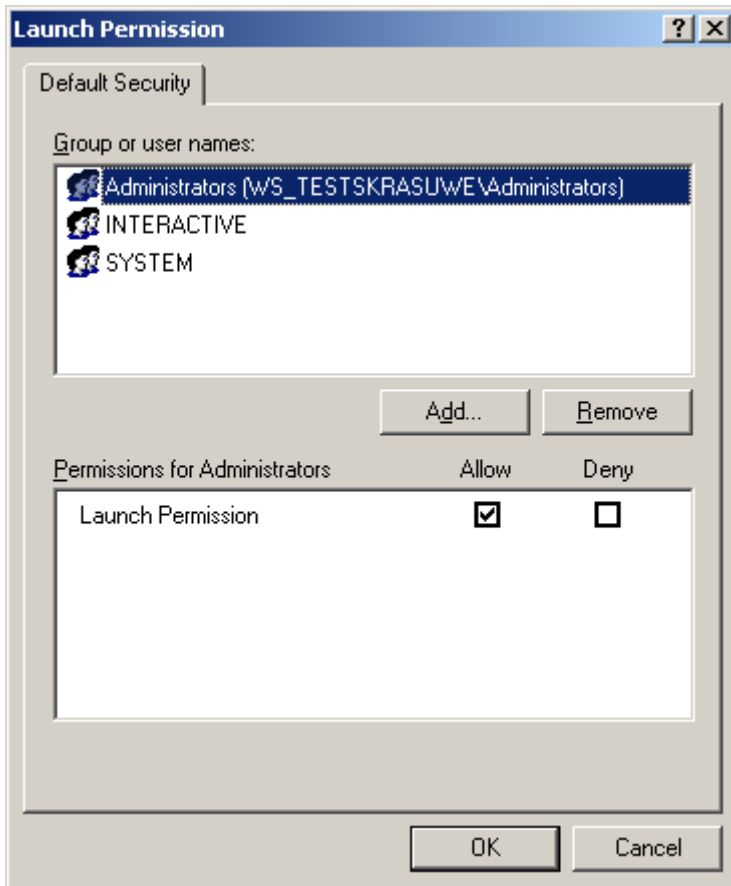 Launch Permission
Default Security
Group or user names:
Administrators (WS_TESTSKRASUWE\Administrators)
INTERACTIVE
SYSTEM
Add... Remove
Permissions for Administrators Allow Deny
Launch Permission
OK Cancel